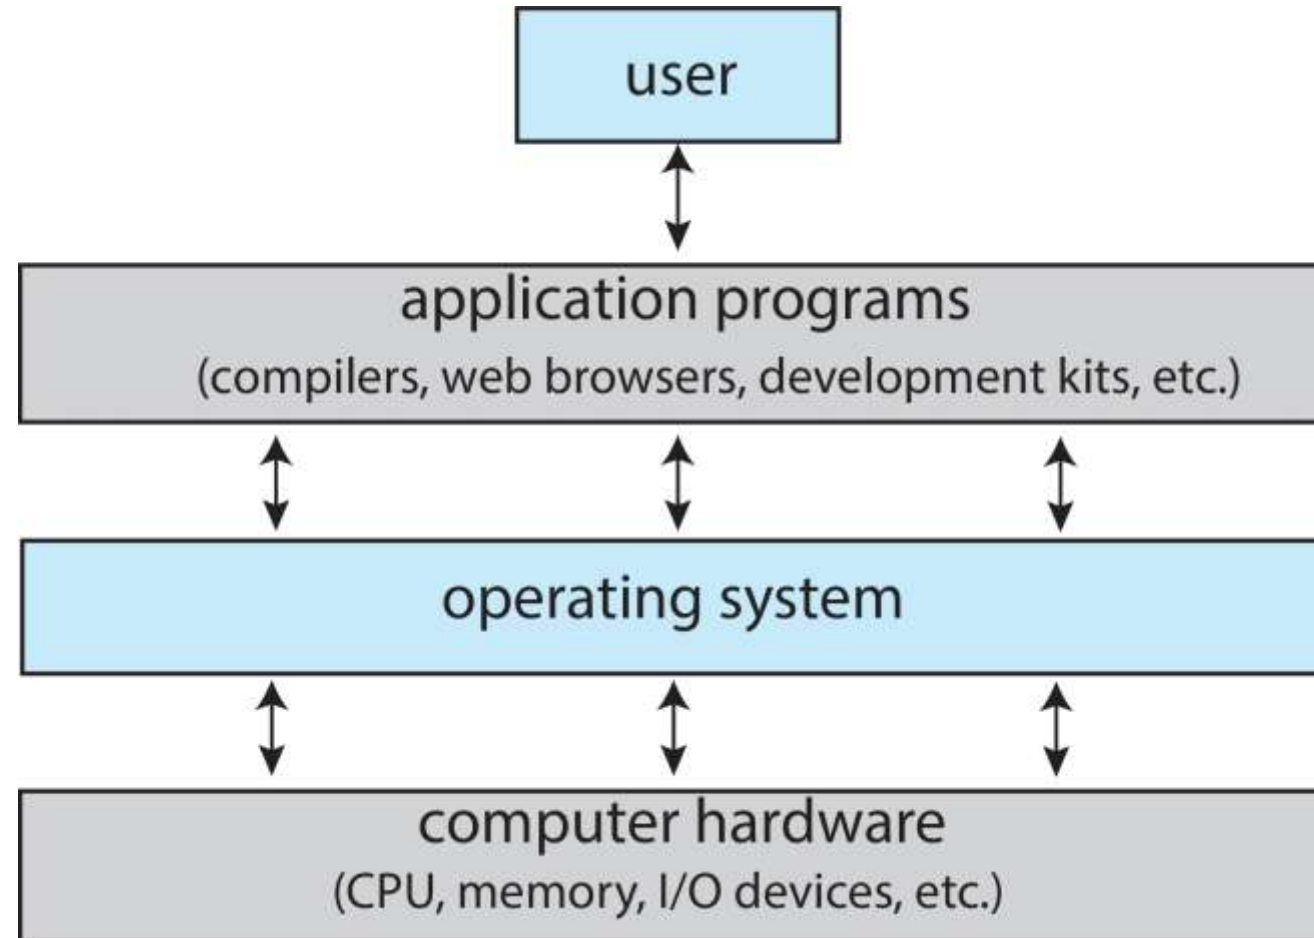 user
application programs
(compilers, web browsers, development kits, etc.)
operating system
computer hardware
(CPU, memory, I/O devices, etc.)